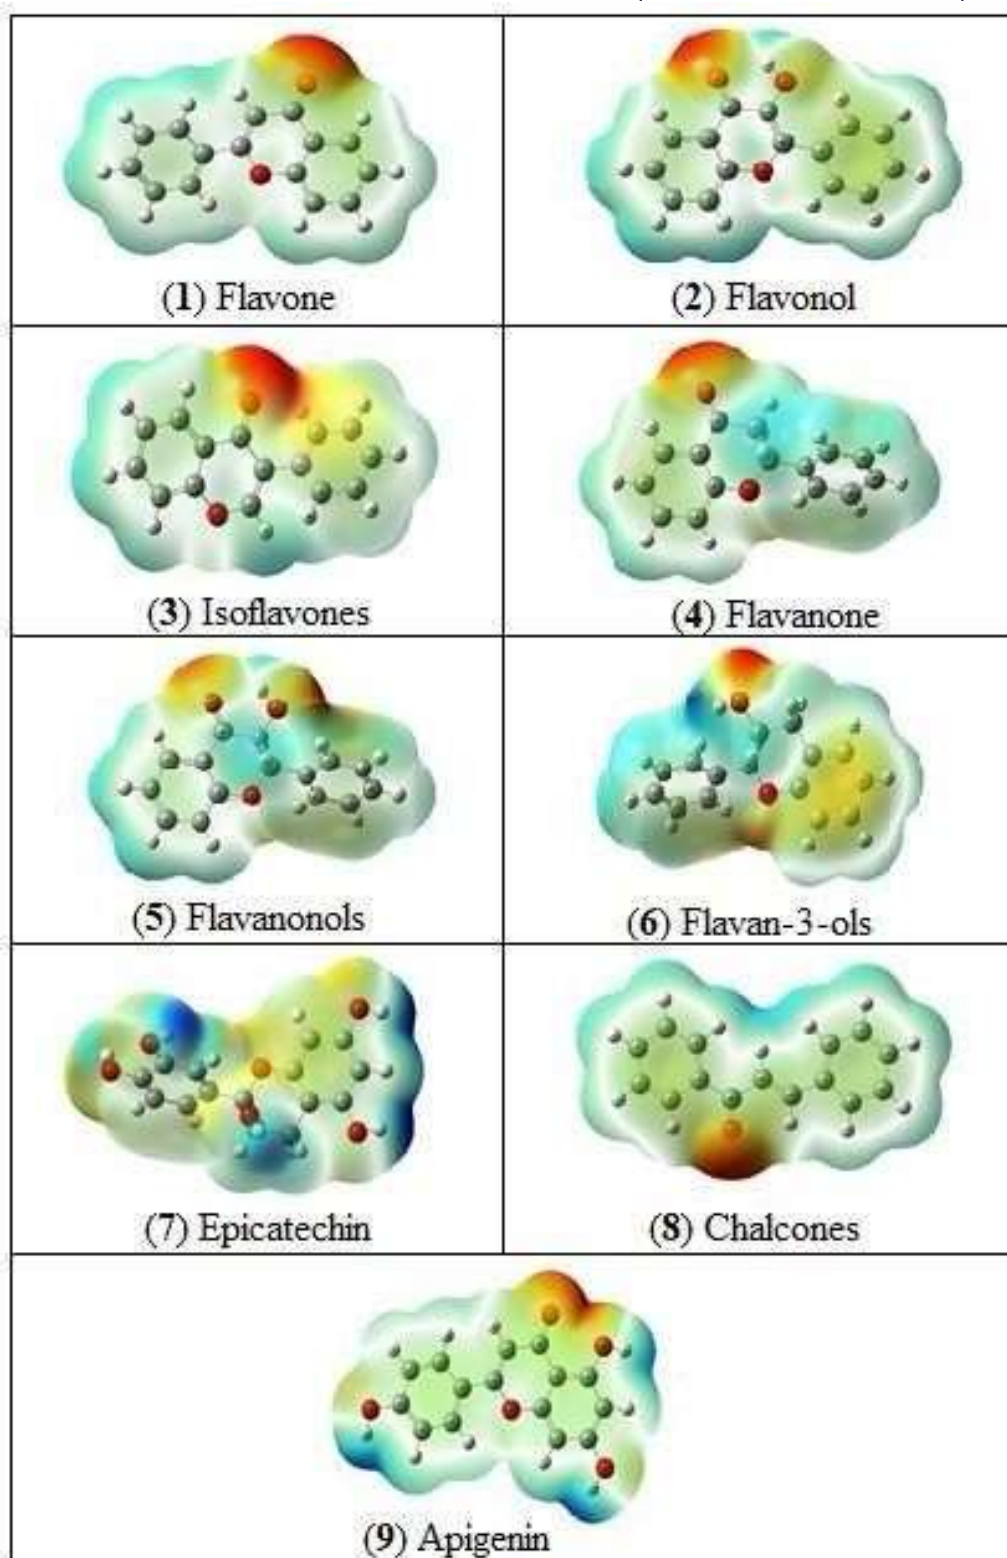 (1) Flavone
(2) Flavonol
(3) Isoflavones
(4) Flavanone
(5) Flavanonols
(6) Flavan-3-ols
(7) Epicatechin
(8) Chalcones
(9) Apigenin